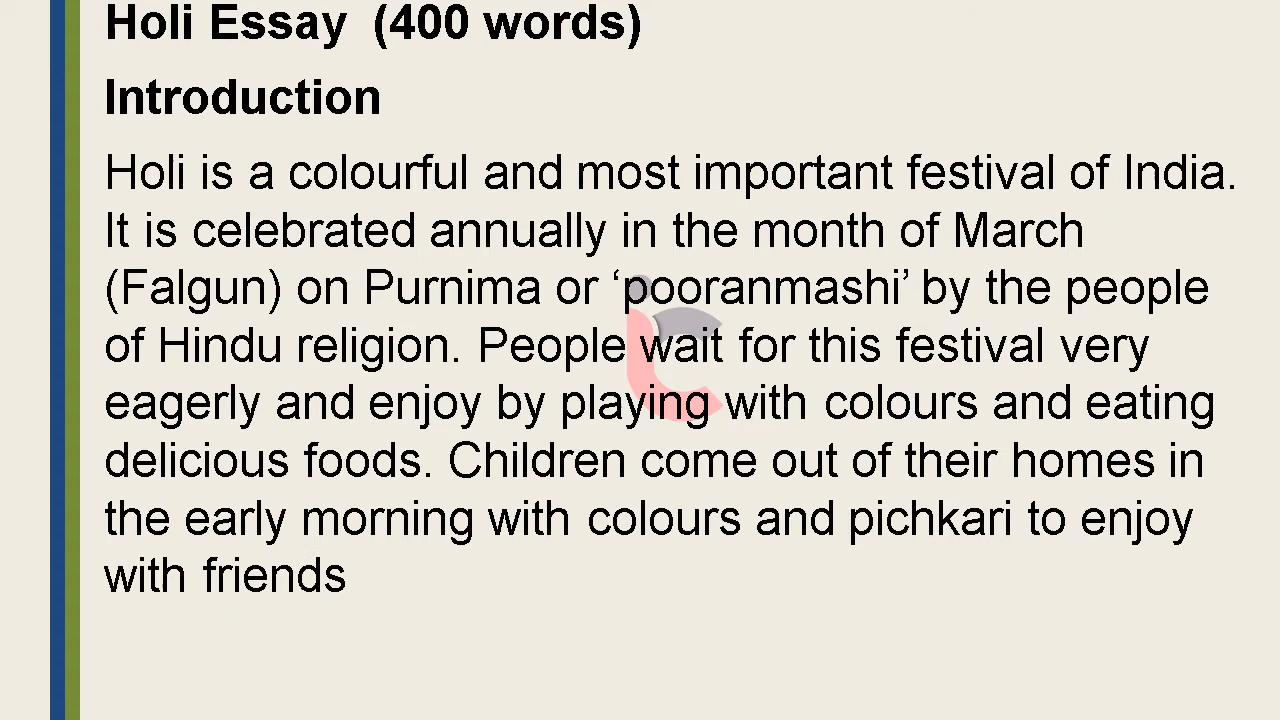 Holi Essay  (400 words)
Introduction
Holi is a colourful and most important festival of India.
It is celebrated annually in the month of March
(Falgun) on Purnima or ‘pooranmashi’ by the people
of Hindu religion. People wait for this festival very
eagerly and enjoy by playing with colours and eating
delicious foods. Children come out of their homes in
the early morning with colours and pichkari to enjoy
with friends